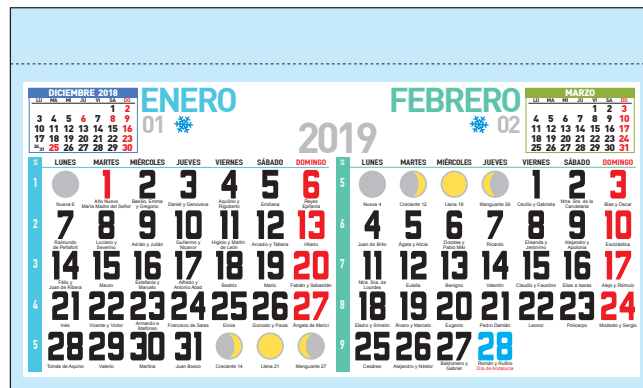 DICIEMBRE 2018
LU MA MI JU VI SA DO
1 2
3 4 5 6 7 8 9
10 11 12 13 14 15 16
17 18 19 20 21 22 23
24 31 25 26 27 28 29 30
ENERO
01
2019
FEBRERO
02
MARZO
LU MA MI JU VI SA DO
1 2 3
4 5 6 7 8 9 10
11 12 13 14 15 16 17
18 19 20 21 22 23 24
25 26 27 28 29 30 31
S LUNES MARTES MIÉRCOLES JUEVES VIERNES SÁBADO DOMINGO
1 1 2 3 4 5 6
Nueva 6 Año Nuevo María Madre del Señor Basilio, Emma y Gregorio Daniel y Genoveva Aquilino y Rigoberto Emiliana Reyes Epifanía
2 7 8 9 10 11 12 13
Raimundo de Peñafort Luciano y Severino Adrián y Julián Guillermo y Nicanor Higinio y Martín de León Arcadio y Tatiana Hilario
3 14 15 16 17 18 19 20
Félix y Juan de Ribera Mauro Estefanía y Marcelo Alfredo y Antonio Abad Beatriz Mario Fabián y Sebastián
4 21 22 23 24 25 26 27
Inés Vicente y Víctor Armando e Ildefonso Francisco de Sales Elvira Gonzalo y Paula Ángela de Merici
5 28 29 30 31
Tomás de Aquino Valerio Martina Juan Bosco Creciente 14 Llena 21 Menguante 27
S LUNES MARTES MIÉRCOLES JUEVES VIERNES SÁBADO DOMINGO
5 1 2 3
Nueva 4 Creciente 12 Llena 19 Menguante 26 Cecilio y Gabriela Ntra. Sra. de la Candelaria Blas y Óscar
6 4 5 6 7 8 9 10
Juan de Brito Ágata y Alicia Dorotea y Pablo Miki Ricardo Elisenda y Jerónimo Alejandro y Apolonia Escolástica
7 11 12 13 14 15 16 17
Ntra. Sra. de Lourdes Eulalia Benigno Valentín Claudio y Faustino Elías e Isaías Alejo y Rómulo
8 18 19 20 21 22 23 24
Eladio y Simeón Álvaro y Marcelo Eugenio Pedro Damián Leonor Policarpo Modesto y Sergio
9 25 26 27 28
Cesáreo Alejandro y Néstor Baldomero y Gabriel Román y Rufino Día de Andalucía